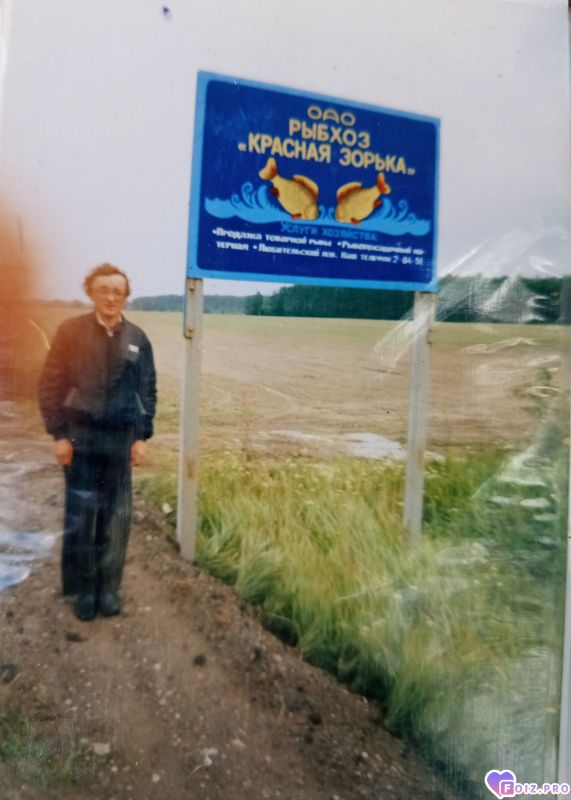 ОАО
РЫБХОЗ
«КРАСНАЯ ЗОРЬКА»
Услуги хозяйства:
•Продажа товарной рыбы •Рыбопосадочный ма-
териал •Любительский лов. Наш телефон 2-84-51
Foiz.pro